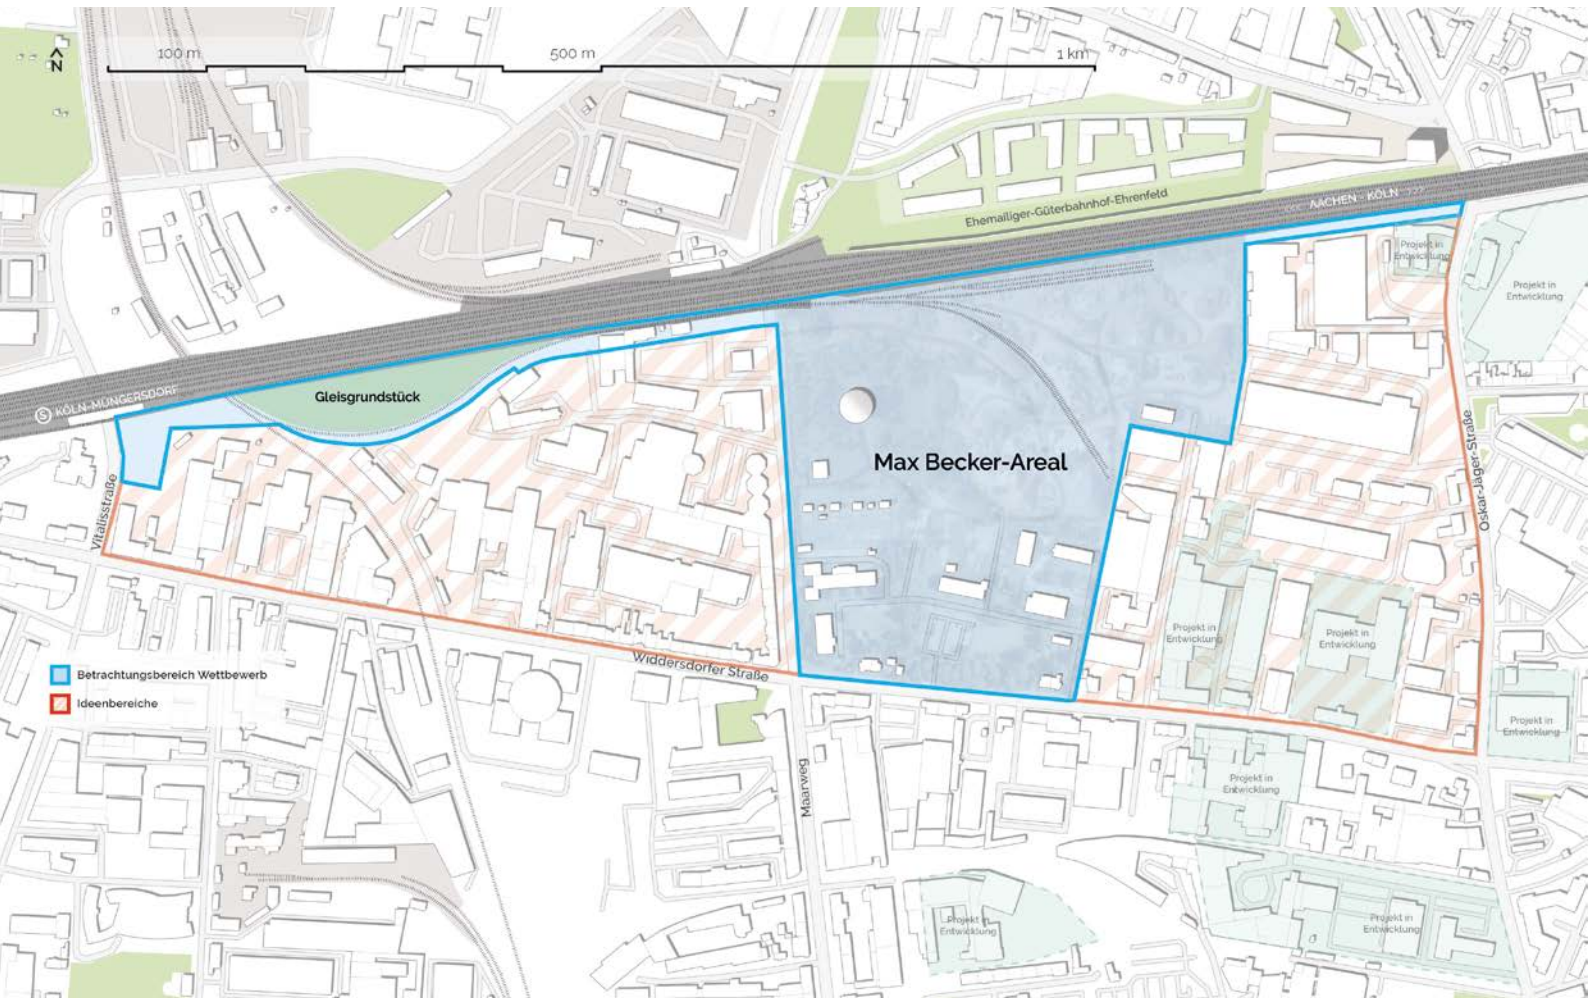 100 m
500 m
1 km
N
Ehemailiger-Güterbahnhof-Ehrenfeld
AACHEN - KÖLN >>>
Projekt in
Entwicklung
Projekt in
Entwicklung
S KÖLN-MÜNGERSDORF
Gleisgrundstück
Max Becker-Areal
Vitalisstraße
Oskar-Jäger-Straße
Projekt in
Entwicklung
Projekt in
Entwicklung
Widdersdorfer Straße
Betrachtungsbereich Wettbewerb
Ideenbereiche
Projekt in
Entwicklung
Projekt in
Entwicklung
Maarweg
Projekt in
Entwicklung
Projekt in
Entwicklung